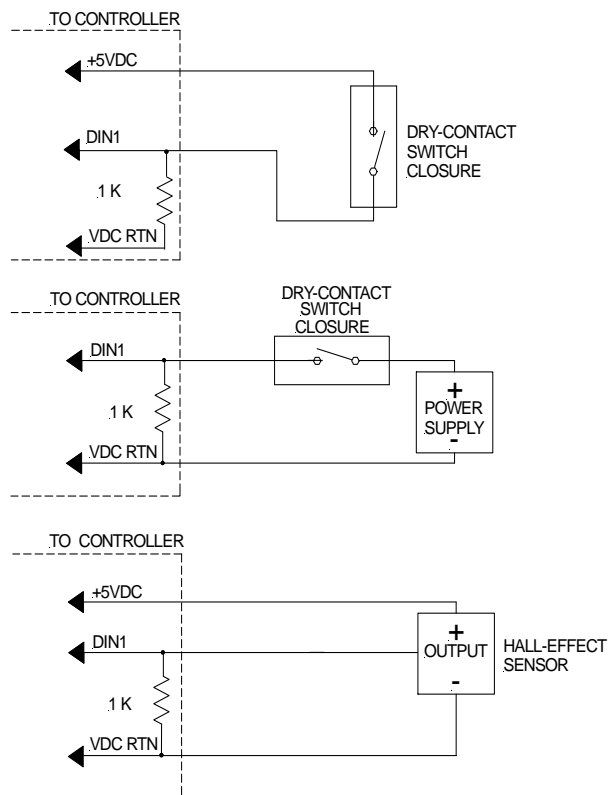 TO CONTROLLER
+5VDC
DIN1
DRY-CONTACT
SWITCH
CLOSURE
1 K
VDC RTN
TO CONTROLLER
DRY-CONTACT
SWITCH
CLOSURE
DIN1
+
POWER
SUPPLY
-
1 K
VDC RTN
TO CONTROLLER
+5VDC
DIN1
+
OUTPUT
-
HALL-EFFECT
SENSOR
1 K
VDC RTN